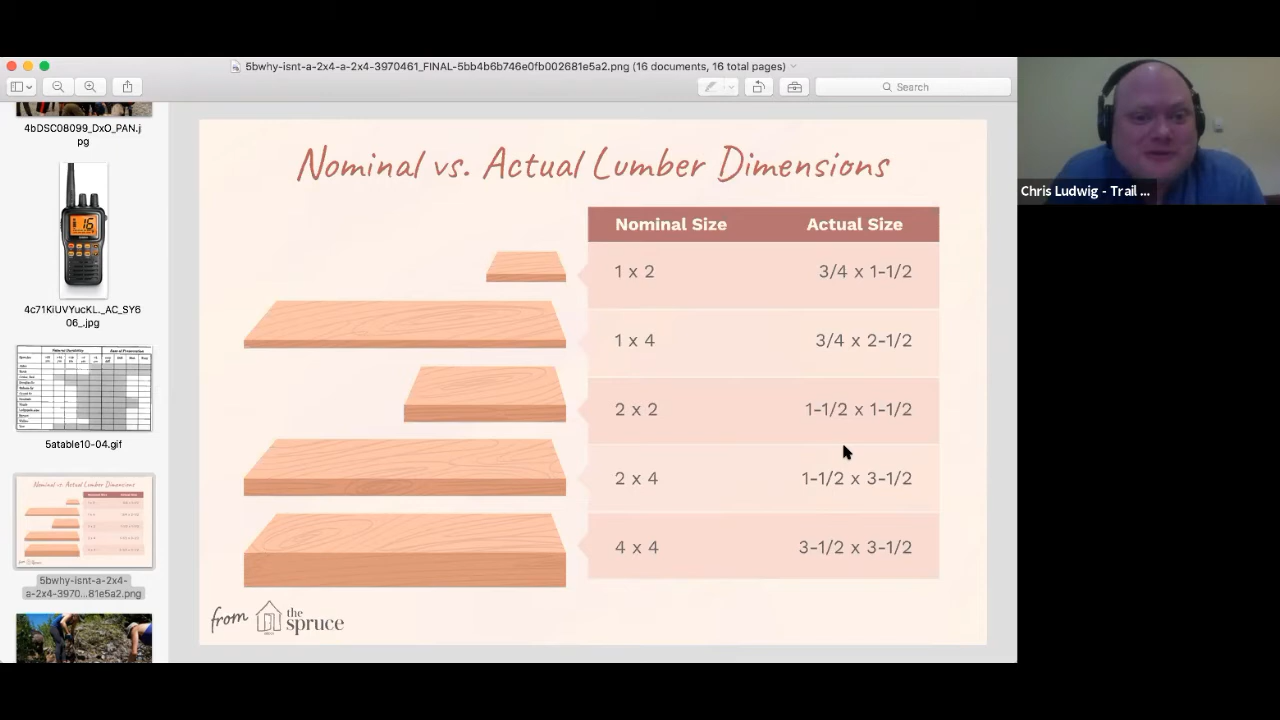 5bwhy-isnt-a-2x4-a-2x4-3970461_FINAL-5bb4b6b746e0fb002681e5a2.png (16 documents, 16 total pages)
Search
4bDSC08099_DxO_PAN.j
pg
16
4c71KiUVYucKL._AC_SY6
06_.jpg
5atable10-04.gif
5bwhy-isnt-a-2x4-
a-2x4-3970...81e5a2.png
Nominal vs. Actual Lumber Dimensions
Nominal Size Actual Size
1 x 2 3/4 x 1-1/2
1 x 4 3/4 x 2-1/2
2 x 2 1-1/2 x 1-1/2
2 x 4 1-1/2 x 3-1/2
4 x 4 3-1/2 x 3-1/2
from the spruce
Chris Ludwig - Trail ...